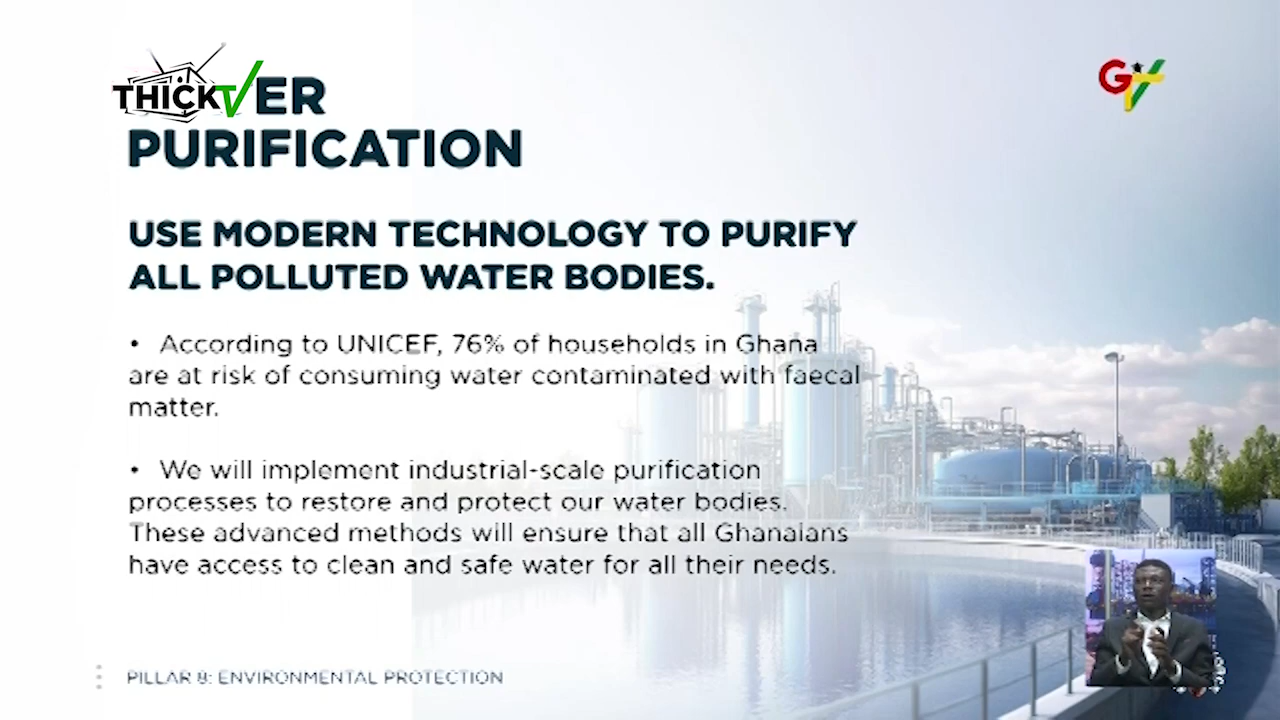 THICKTV
ER
GTV
PURIFICATION
USE MODERN TECHNOLOGY TO PURIFY
ALL POLLUTED WATER BODIES.
• According to UNICEF, 76% of households in Ghana
are at risk of consuming water contaminated with faecal
matter.
• We will implement industrial-scale purification
processes to restore and protect our water bodies.
These advanced methods will ensure that all Ghanaians
have access to clean and safe water for all their needs.
PILLAR 8: ENVIRONMENTAL PROTECTION